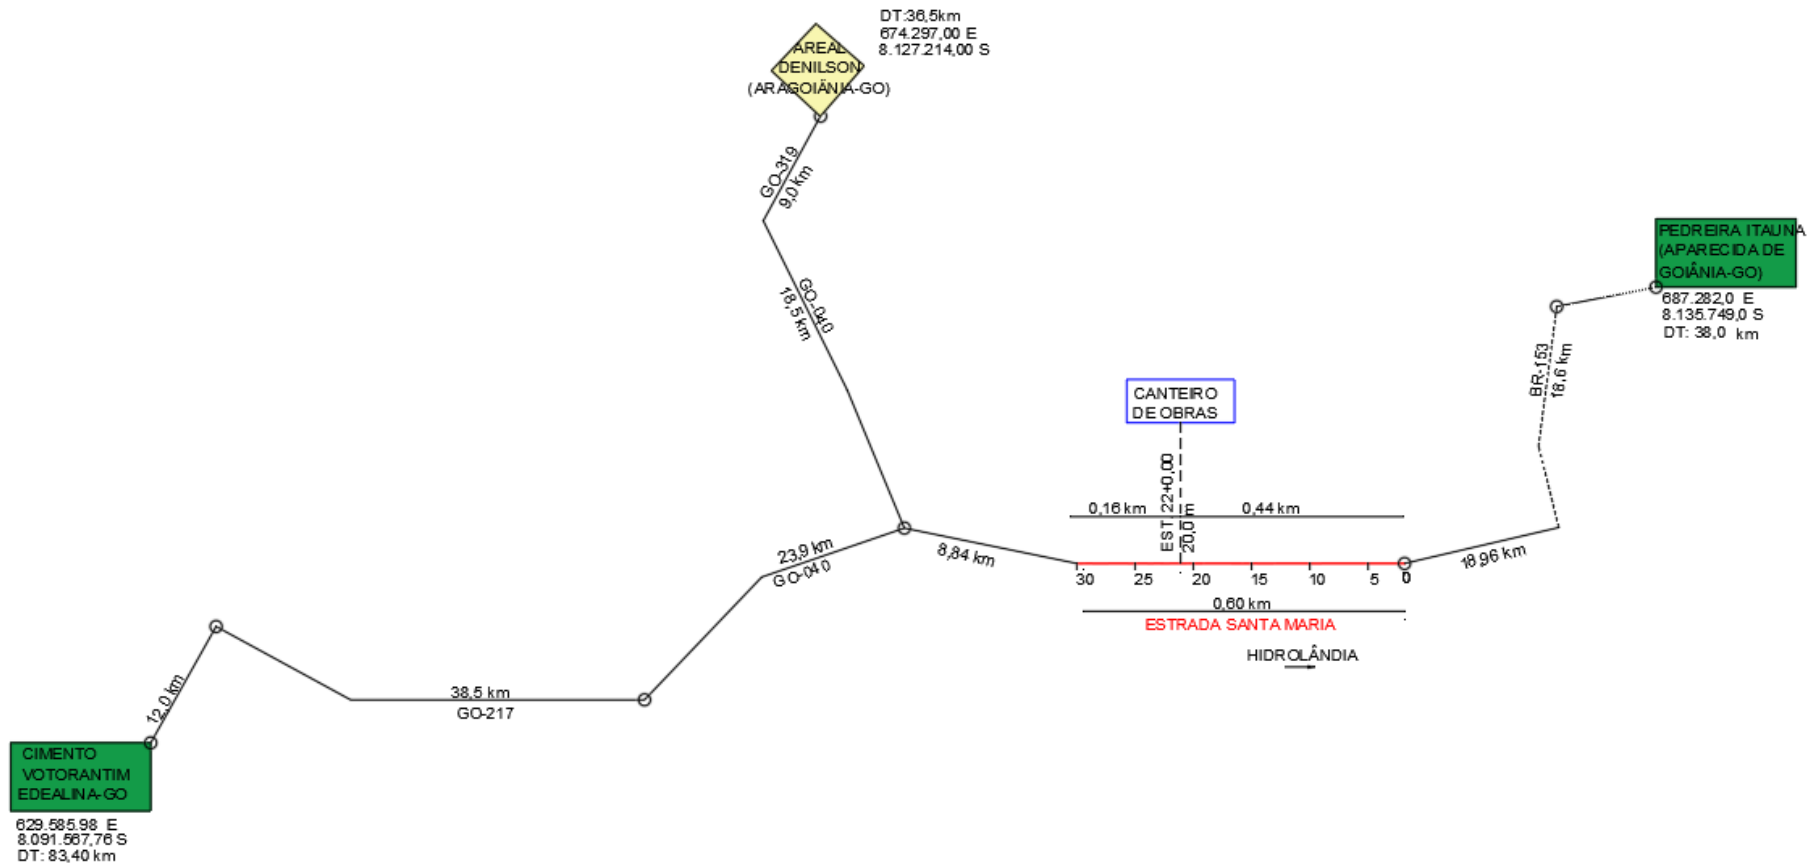 DT:36,5km
674.297,00 E
8.127.214,00 S
AREAL
DENILSON
(ARAGOIÂNIA-GO)
GO-319
9,0 km
GO-040
18,5 km
PEDREIRA ITAUNA
(APARECIDA DE
GOIÂNIA-GO)
687.282,0 E
8.135.749,0 S
DT: 38,0 km
BR-153
18,6 km
CANTEIRO
DE OBRAS
EST. 22+0,00
20,0 m
0,16 km
0,44 km
23,9 km
GO-040
8,84 km
18,96 km
30 25 20 15 10 5 0
0,60 km
ESTRADA SANTA MARIA
HIDROLÂNDIA
12,0 km
38,5 km
GO-217
CIMENTO
VOTORANTIM
EDEALINA-GO
629.585.98 E
8.091.567,76 S
DT: 83,40 km